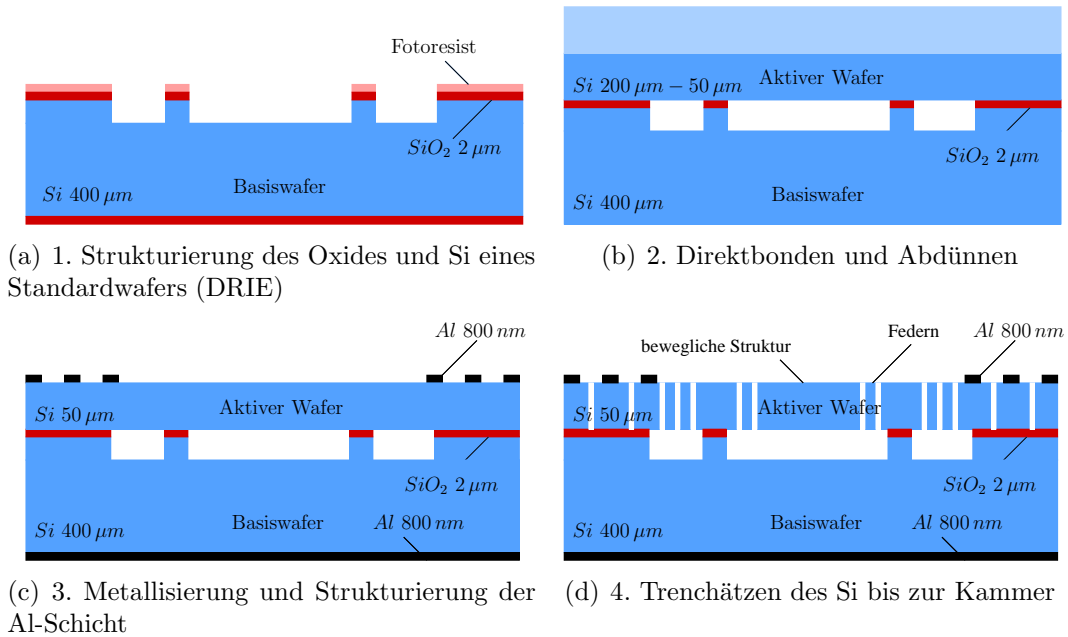 Fotoresist
SiO₂ 2 µm
Si 400 µm
Basiswafer
(a) 1. Strukturierung des Oxides und Si eines
Standardwafers (DRIE)
Aktiver Wafer
Si 200 µm − 50 µm
SiO₂ 2 µm
Basiswafer
Si 400 µm
(b) 2. Direktbonden und Abdünnen
Al 800 nm
Si 50 µm
Aktiver Wafer
SiO₂ 2 µm
Basiswafer
Al 800 nm
Si 400 µm
(c) 3. Metallisierung und Strukturierung der
Al-Schicht
Federn
Al 800 nm
bewegliche Struktur
Si 50 µm
Aktiver Wafer
SiO₂ 2 µm
Basiswafer
Al 800 nm
Si 400 µm
(d) 4. Trenchätzen des Si bis zur Kammer